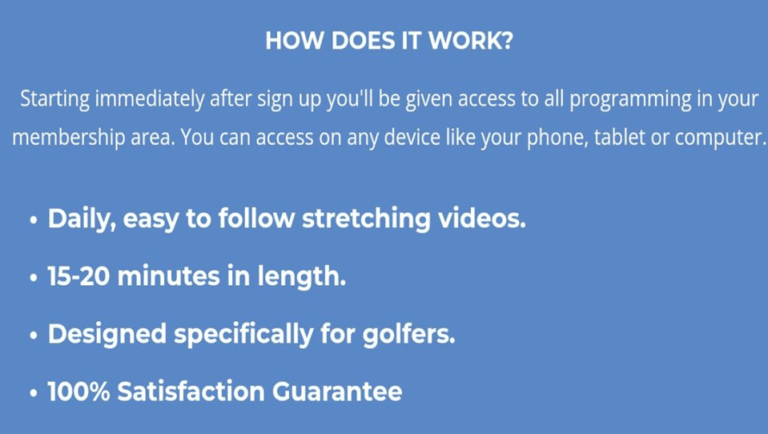 HOW DOES IT WORK?
Starting immediately after sign up you'll be given access to all programming in your
membership area. You can access on any device like your phone, tablet or computer.
• Daily, easy to follow stretching videos.
• 15-20 minutes in length.
• Designed specifically for golfers.
• 100% Satisfaction Guarantee